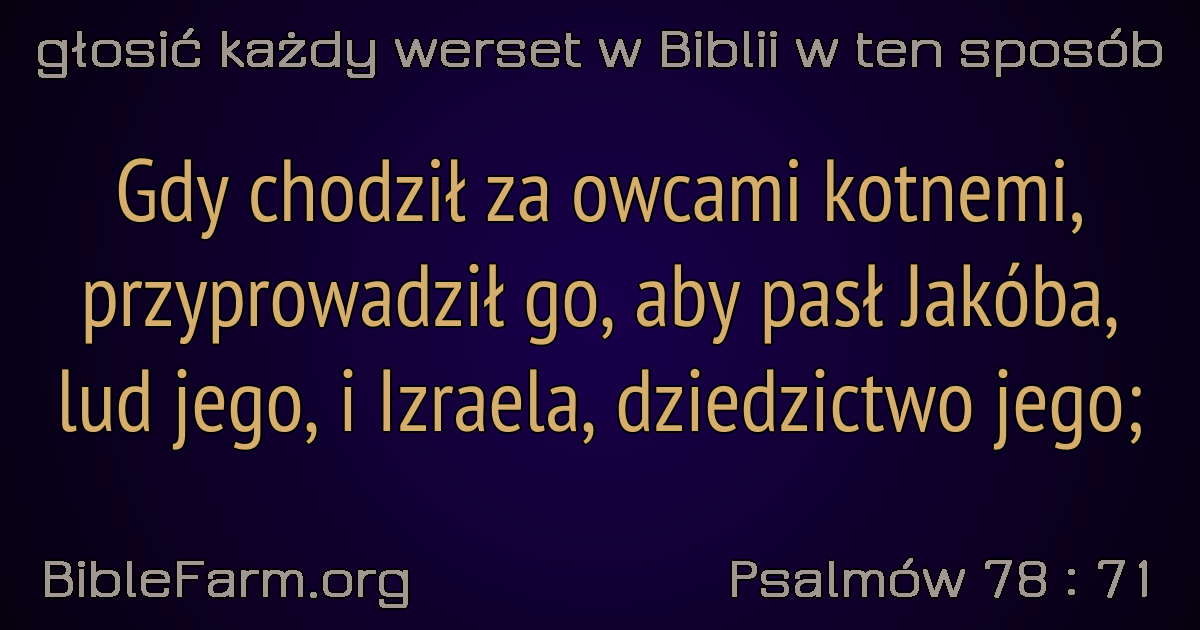 głosić każdy werset w Biblii w ten sposób
Gdy chodził za owcami kotnemi,
przyprowadził go, aby pasł Jakóba,
lud jego, i Izraela, dziedzictwo jego;
BibleFarm.org
Psalmów 78 : 71